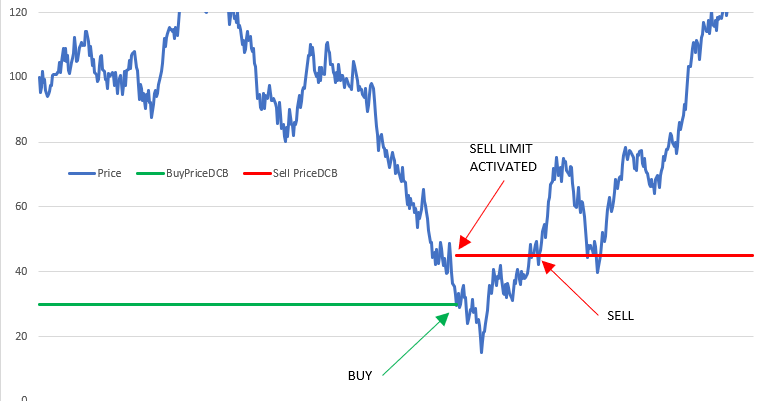 120
100
80
60
40
20
0
Price BuyPriceDCB Sell PriceDCB
SELL LIMIT
ACTIVATED
SELL
BUY